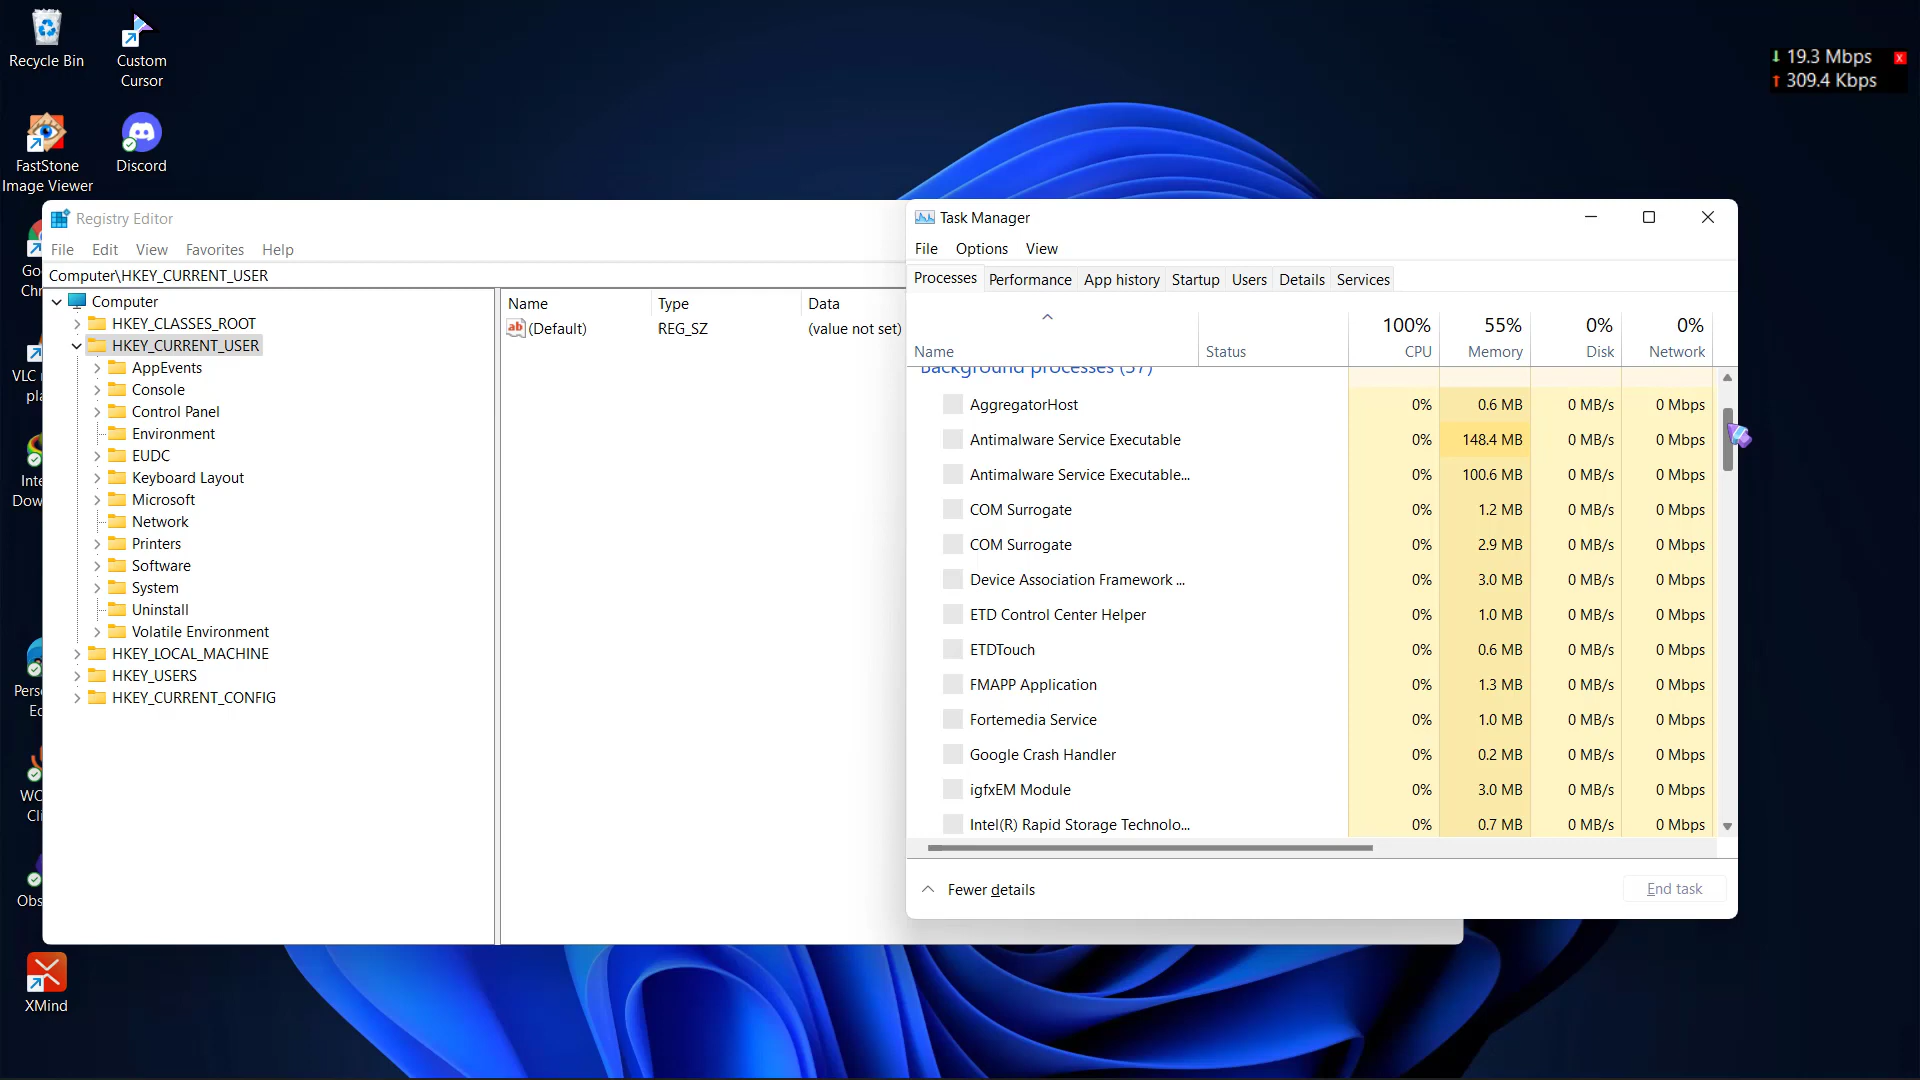 Recycle Bin
Custom
Cursor
FastStone
Image Viewer
Discord
XMind
19.3 Mbps
309.4 Kbps
Registry Editor
File Edit View Favorites Help
Computer\HKEY_CURRENT_USER
Computer
HKEY_CLASSES_ROOT
HKEY_CURRENT_USER
AppEvents
Console
Control Panel
Environment
EUDC
Keyboard Layout
Microsoft
Network
Printers
Software
System
Uninstall
Volatile Environment
HKEY_LOCAL_MACHINE
HKEY_USERS
HKEY_CURRENT_CONFIG
Name Type Data
(Default) REG_SZ (value not set)
Task Manager
File Options View
Processes Performance App history Startup Users Details Services
100% 55% 0% 0%
Name Status CPU Memory Disk Network
Background processes (37)
AggregatorHost 0% 0.6 MB 0 MB/s 0 Mbps
Antimalware Service Executable 0% 148.4 MB 0 MB/s 0 Mbps
Antimalware Service Executable... 0% 100.6 MB 0 MB/s 0 Mbps
COM Surrogate 0% 1.2 MB 0 MB/s 0 Mbps
COM Surrogate 0% 2.9 MB 0 MB/s 0 Mbps
Device Association Framework ... 0% 3.0 MB 0 MB/s 0 Mbps
ETD Control Center Helper 0% 1.0 MB 0 MB/s 0 Mbps
ETDTouch 0% 0.6 MB 0 MB/s 0 Mbps
FMAPP Application 0% 1.3 MB 0 MB/s 0 Mbps
Fortemedia Service 0% 1.0 MB 0 MB/s 0 Mbps
Google Crash Handler 0% 0.2 MB 0 MB/s 0 Mbps
igfxEM Module 0% 3.0 MB 0 MB/s 0 Mbps
Intel(R) Rapid Storage Technolo... 0% 0.7 MB 0 MB/s 0 Mbps
Fewer details
End task